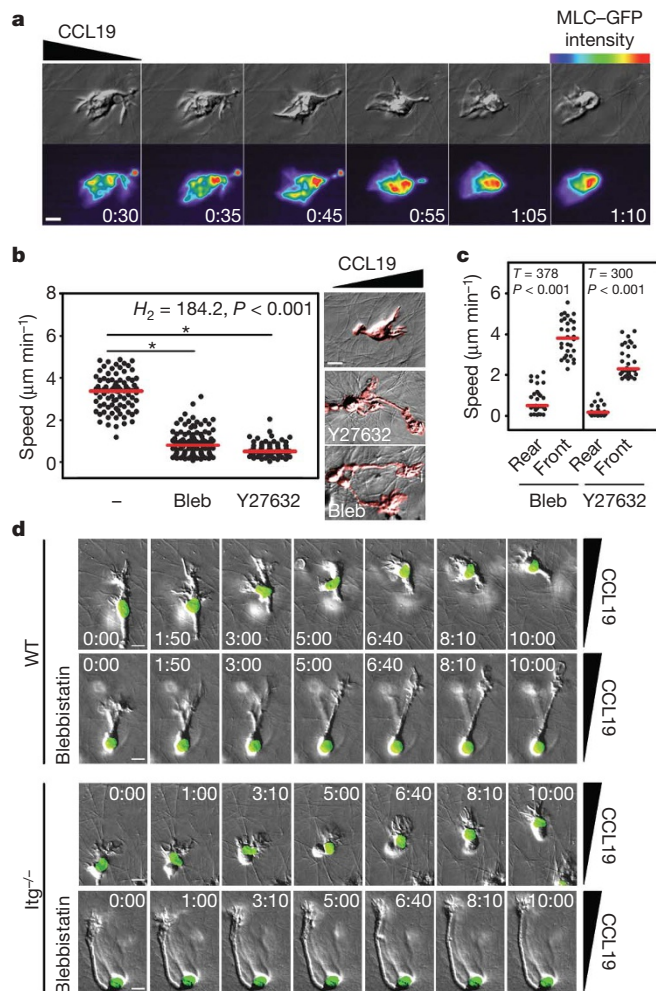 a
CCL19
MLC–GFP
intensity
0:30 0:35 0:45 0:55 1:05 1:10
b
CCL19
H2 = 184.2, P < 0.001
*
*
Speed (µm min−1)
8
6
4
2
0
– Bleb Y27632
Y27632
Bleb
c
T = 378
P < 0.001
T = 300
P < 0.001
Speed (µm min−1)
6
4
2
0
Rear Front Rear Front
Bleb Y27632
d
WT
0:00 1:50 3:00 5:00 6:40 8:10 10:00
CCL19
Blebbistatin
0:00 1:50 3:00 5:00 6:40 8:10 10:00
CCL19
Itg−/−
0:00 1:00 3:10 5:00 6:40 8:10 10:00
CCL19
Blebbistatin
0:00 1:00 3:10 5:00 6:40 8:10 10:00
CCL19